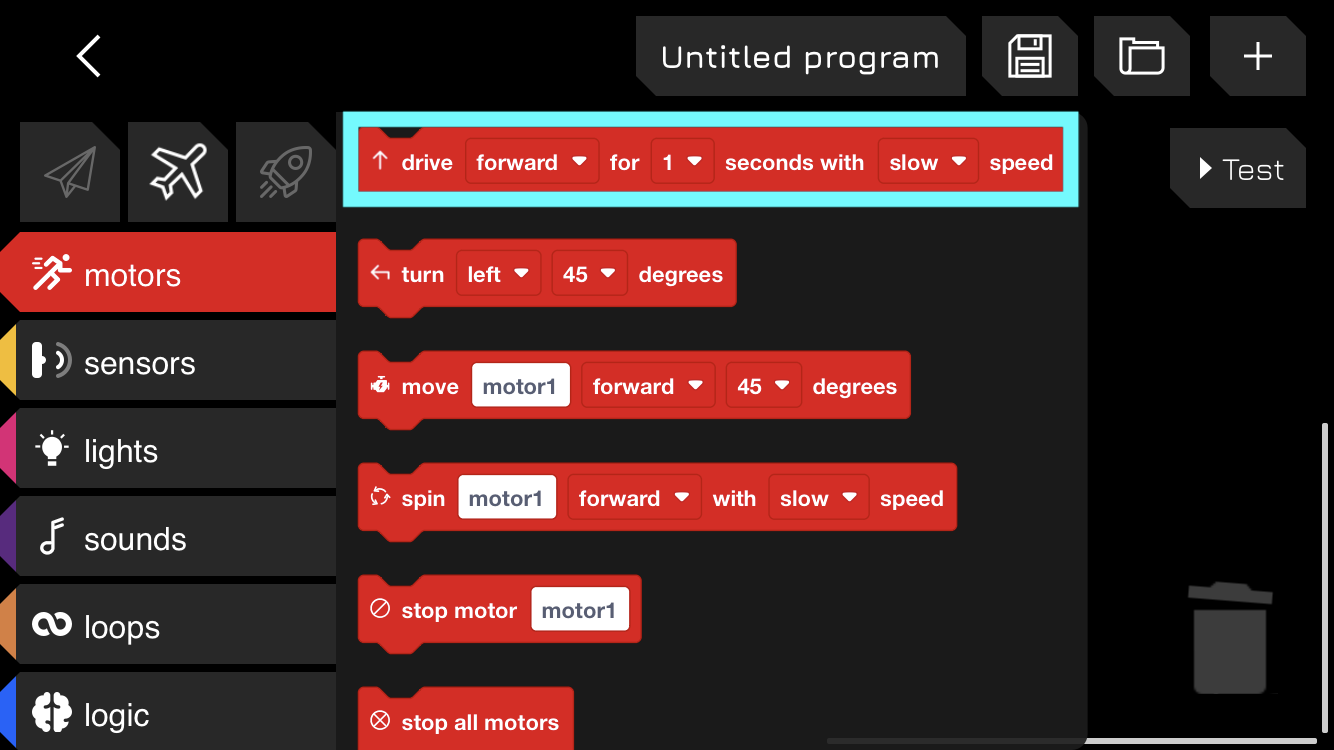 Untitled program
Test
motors
sensors
lights
sounds
loops
logic
drive forward for 1 seconds with slow speed
turn left 45 degrees
move motor1 forward 45 degrees
spin motor1 forward with slow speed
stop motor motor1
stop all motors